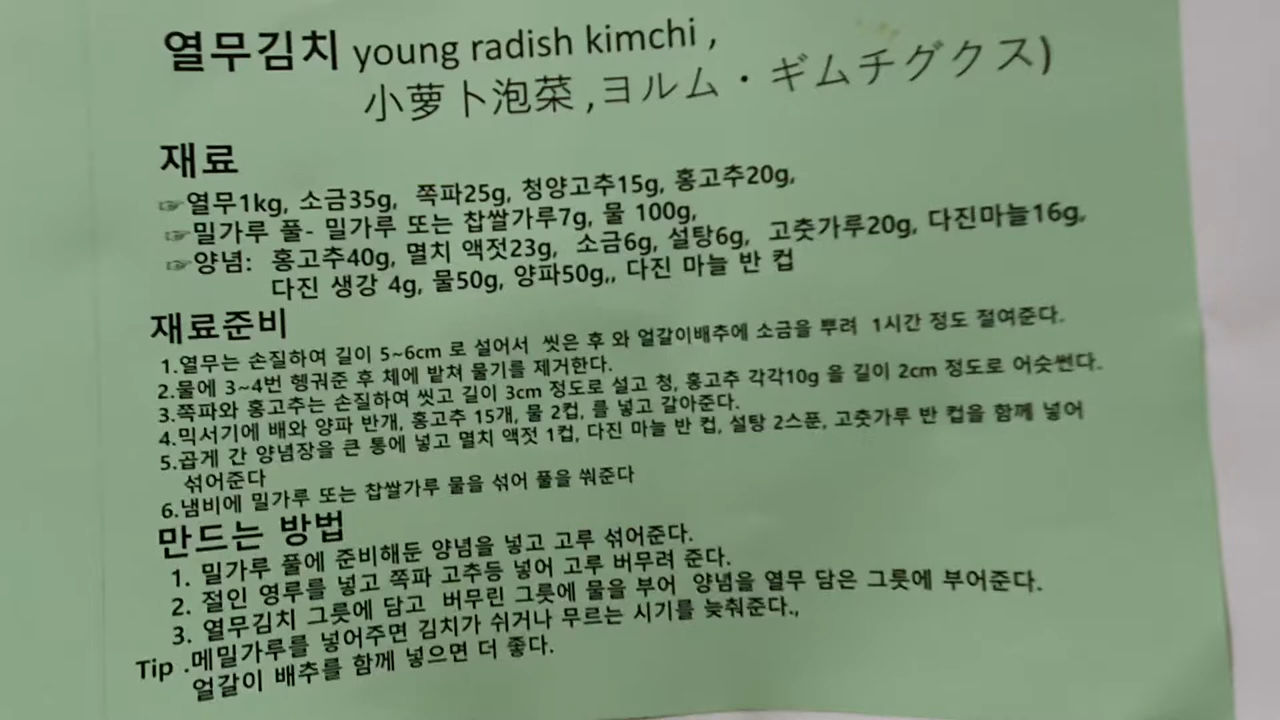 열무김치 young radish kimchi ,
小萝卜泡菜 ,ヨルム・ギムチグクス)
재료
☞열무1kg, 소금35g, 쪽파25g, 청양고추15g, 홍고추20g,
☞밀가루 풀- 밀가루 또는 찹쌀가루7g, 물 100g,
☞양념: 홍고추40g, 멸치 액젓23g, 소금6g, 설탕6g, 고춧가루20g, 다진마늘16g,
다진 생강 4g, 물50g, 양파50g,, 다진 마늘 반 컵
재료준비
1.열무는 손질하여 길이 5~6cm 로 설어서 씻은 후 와 얼갈이배추에 소금을 뿌려 1시간 정도 절여준다.
2.물에 3~4번 헹궈준 후 체에 밭쳐 물기를 제거한다.
3.쪽파와 홍고추는 손질하여 씻고 길이 3cm 정도로 설고 청, 홍고추 각각10g 을 길이 2cm 정도로 어슷썬다.
4.믹서기에 배와 양파 반개, 홍고추 15개, 물 2컵, 를 넣고 갈아준다.
5.곱게 간 양념장을 큰 통에 넣고 멸치 액젓 1컵, 다진 마늘 반 컵, 설탕 2스푼, 고춧가루 반 컵을 함께 넣어
섞어준다
6.냄비에 밀가루 또는 찹쌀가루 물을 섞어 풀을 쒀준다
만드는 방법
1. 밀가루 풀에 준비해둔 양념을 넣고 고루 섞어준다.
2. 절인 영루를 넣고 쪽파 고추등 넣어 고루 버무려 준다.
3. 열무김치 그릇에 담고 버무린 그릇에 물을 부어 양념을 열무 담은 그릇에 부어준다.
Tip .메밀가루를 넣어주면 김치가 쉬거나 무르는 시기를 늦춰준다.,
얼갈이 배추를 함께 넣으면 더 좋다.